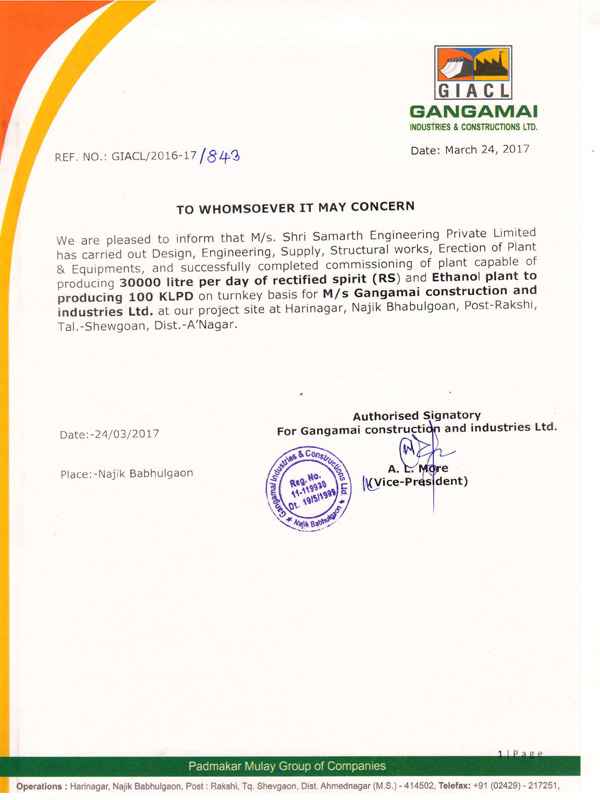 GIACL
GANGAMAI
INDUSTRIES & CONSTRUCTIONS LTD.
REF. NO.: GIACL/2016-17/843
Date: March 24, 2017
TO WHOMSOEVER IT MAY CONCERN
We are pleased to inform that M/s. Shri Samarth Engineering Private Limited
has carried out Design, Engineering, Supply, Structural works, Erection of Plant
& Equipments, and successfully completed commissioning of plant capable of
producing 30000 litre per day of rectified spirit (RS) and Ethanol plant to
producing 100 KLPD on turnkey basis for M/s Gangamai construction and
industries Ltd. at our project site at Harinagar, Najik Bhabulgoan, Post-Rakshi,
Tal.-Shewgoan, Dist.-A'Nagar.
Authorised Signatory
For Gangamai construction and industries Ltd.
Date:-24/03/2017
A. L. More
(Vice-President)
Place:-Najik Babhulgaon
Gangamai Industries & Constructions Ltd.
Reg. No.
11-119930
Dt. 19/5/1999
★ Najik Babhulgaon ★
1 | Page
Padmakar Mulay Group of Companies
Operations : Harinagar, Najik Babhulgaon, Post : Rakshi, Tq. Shevgaon, Dist. Ahmednagar (M.S.) - 414502, Telefax: +91 (02429) - 217251,